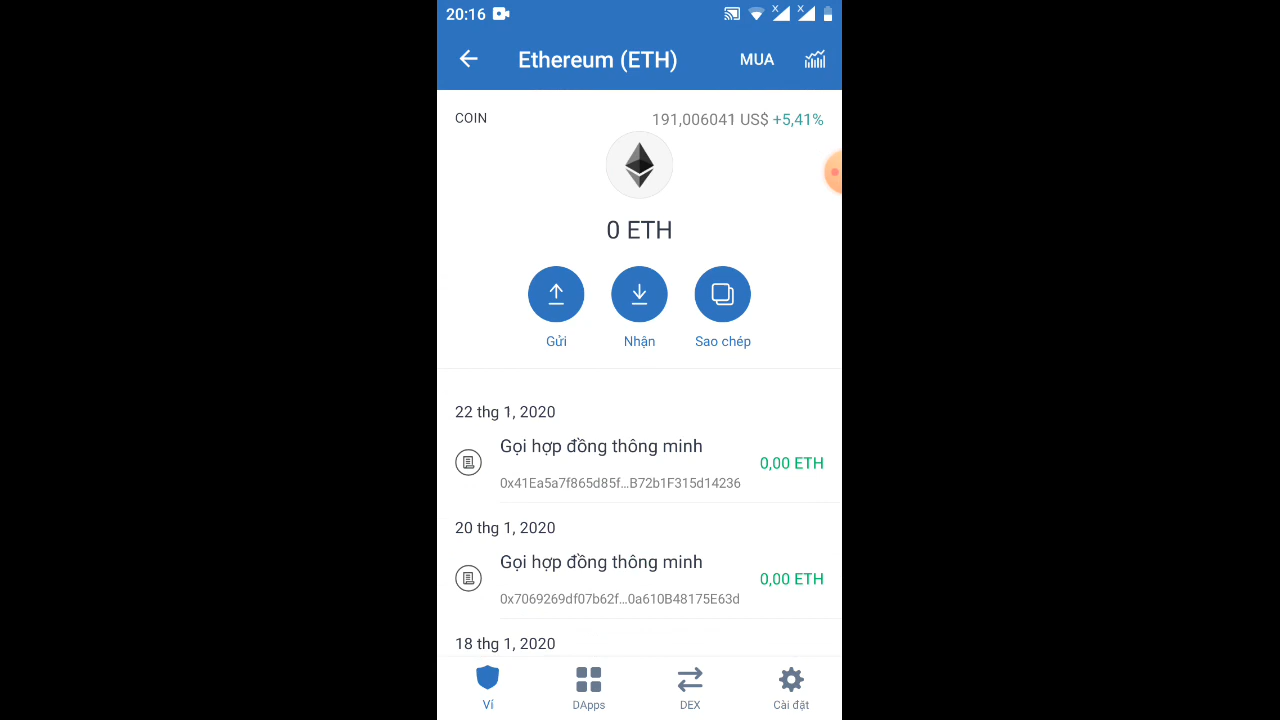 20:16
Ethereum (ETH)
MUA
COIN
191,006041 US$ +5,41%
0 ETH
Gửi
Nhận
Sao chép
22 thg 1, 2020
Gọi hợp đồng thông minh
0,00 ETH
0x41Ea5a7f865d85f...B72b1F315d14236
20 thg 1, 2020
Gọi hợp đồng thông minh
0,00 ETH
0x7069269df07b62f...0a610B48175E63d
18 thg 1, 2020
Ví
DApps
DEX
Cài đặt